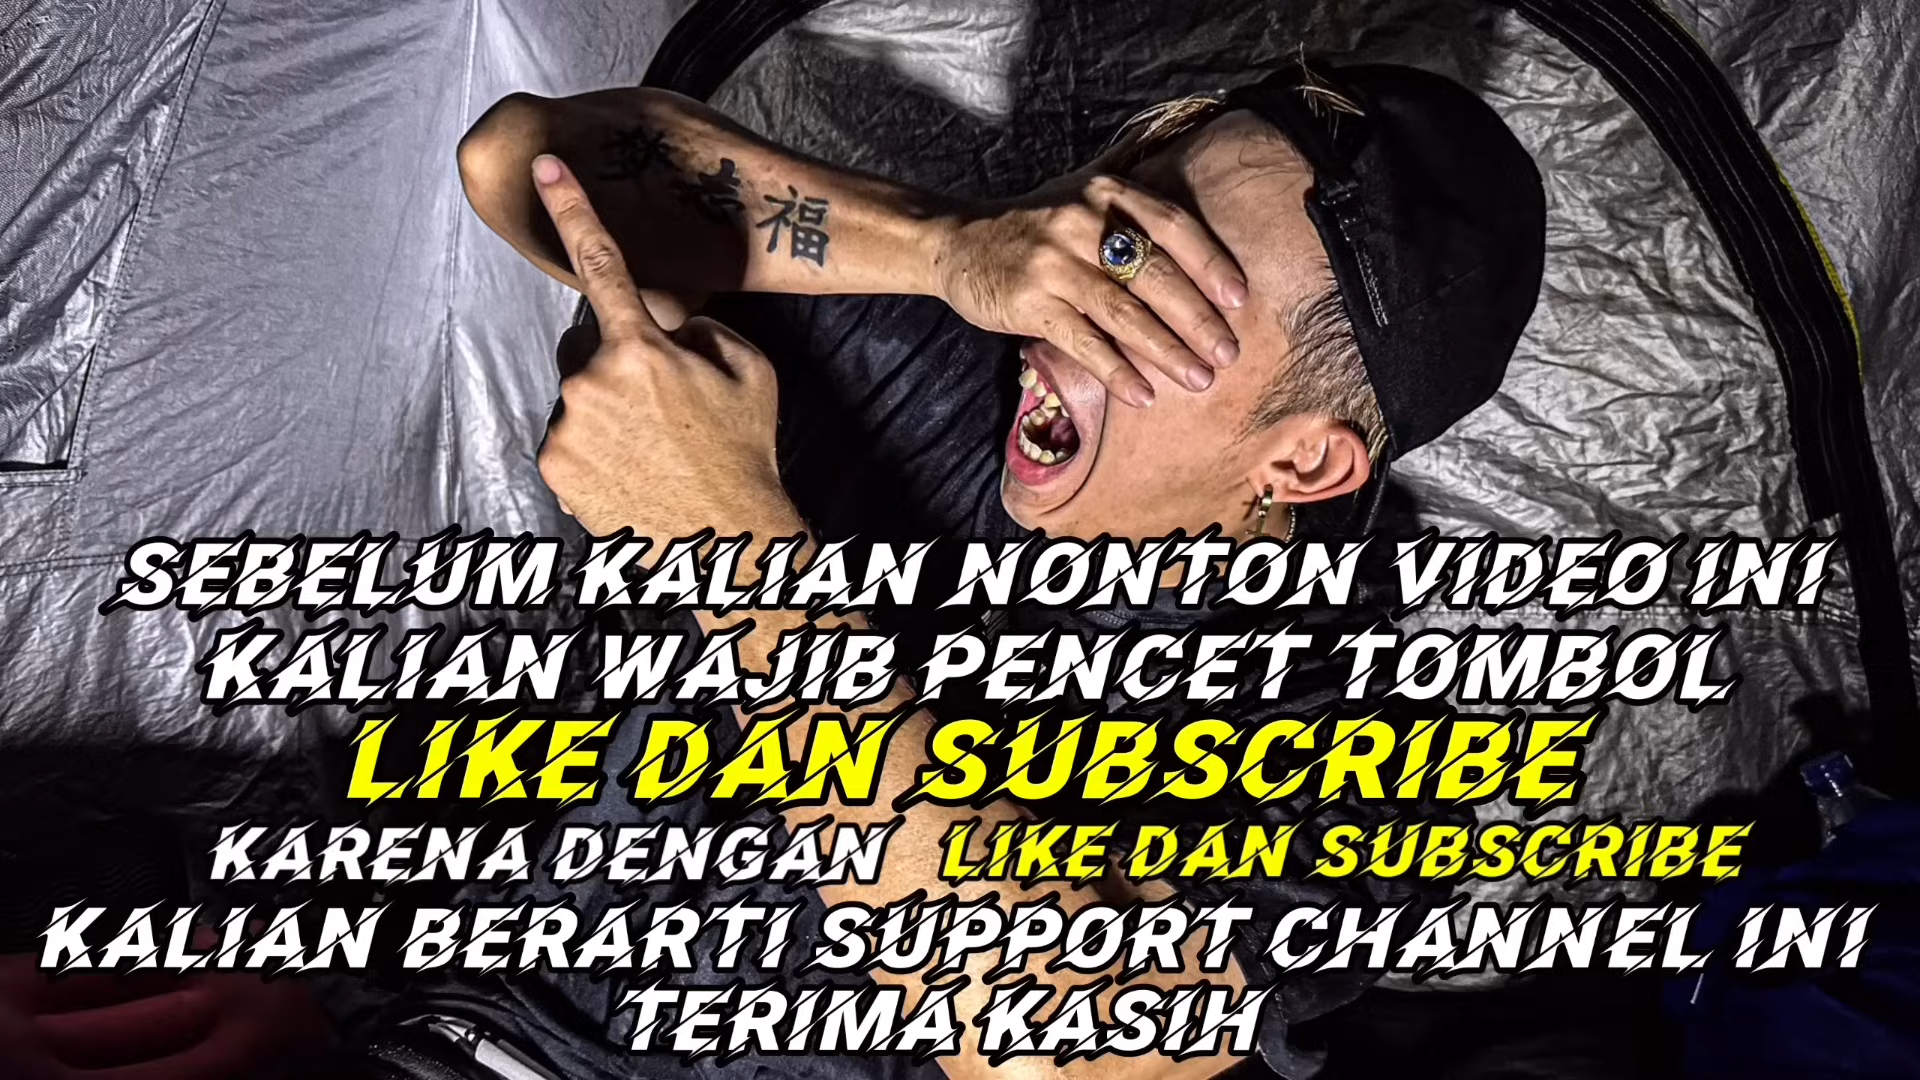 福
SEBELUM KALIAN NONTON VIDEO INI
KALIAN WAJIB PENCET TOMBOL
LIKE DAN SUBSCRIBE
KARENA DENGAN LIKE DAN SUBSCRIBE
KALIAN BERARTI SUPPORT CHANNEL INI
TERIMA KASIH